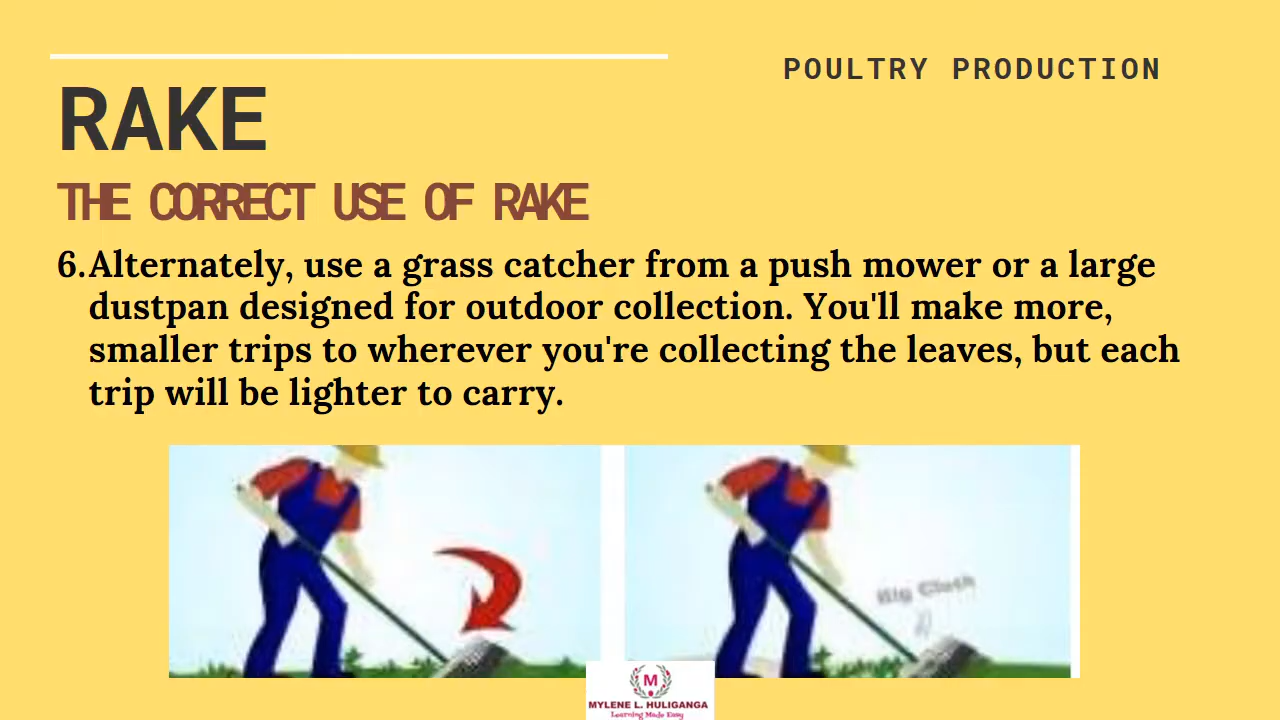 POULTRY PRODUCTION
RAKE
THE CORRECT USE OF RAKE
6. Alternately, use a grass catcher from a push mower or a large
dustpan designed for outdoor collection. You'll make more,
smaller trips to wherever you're collecting the leaves, but each
trip will be lighter to carry.
Big Cloth
M
MYLENE L. HULIGANGA
Learning Made Easy